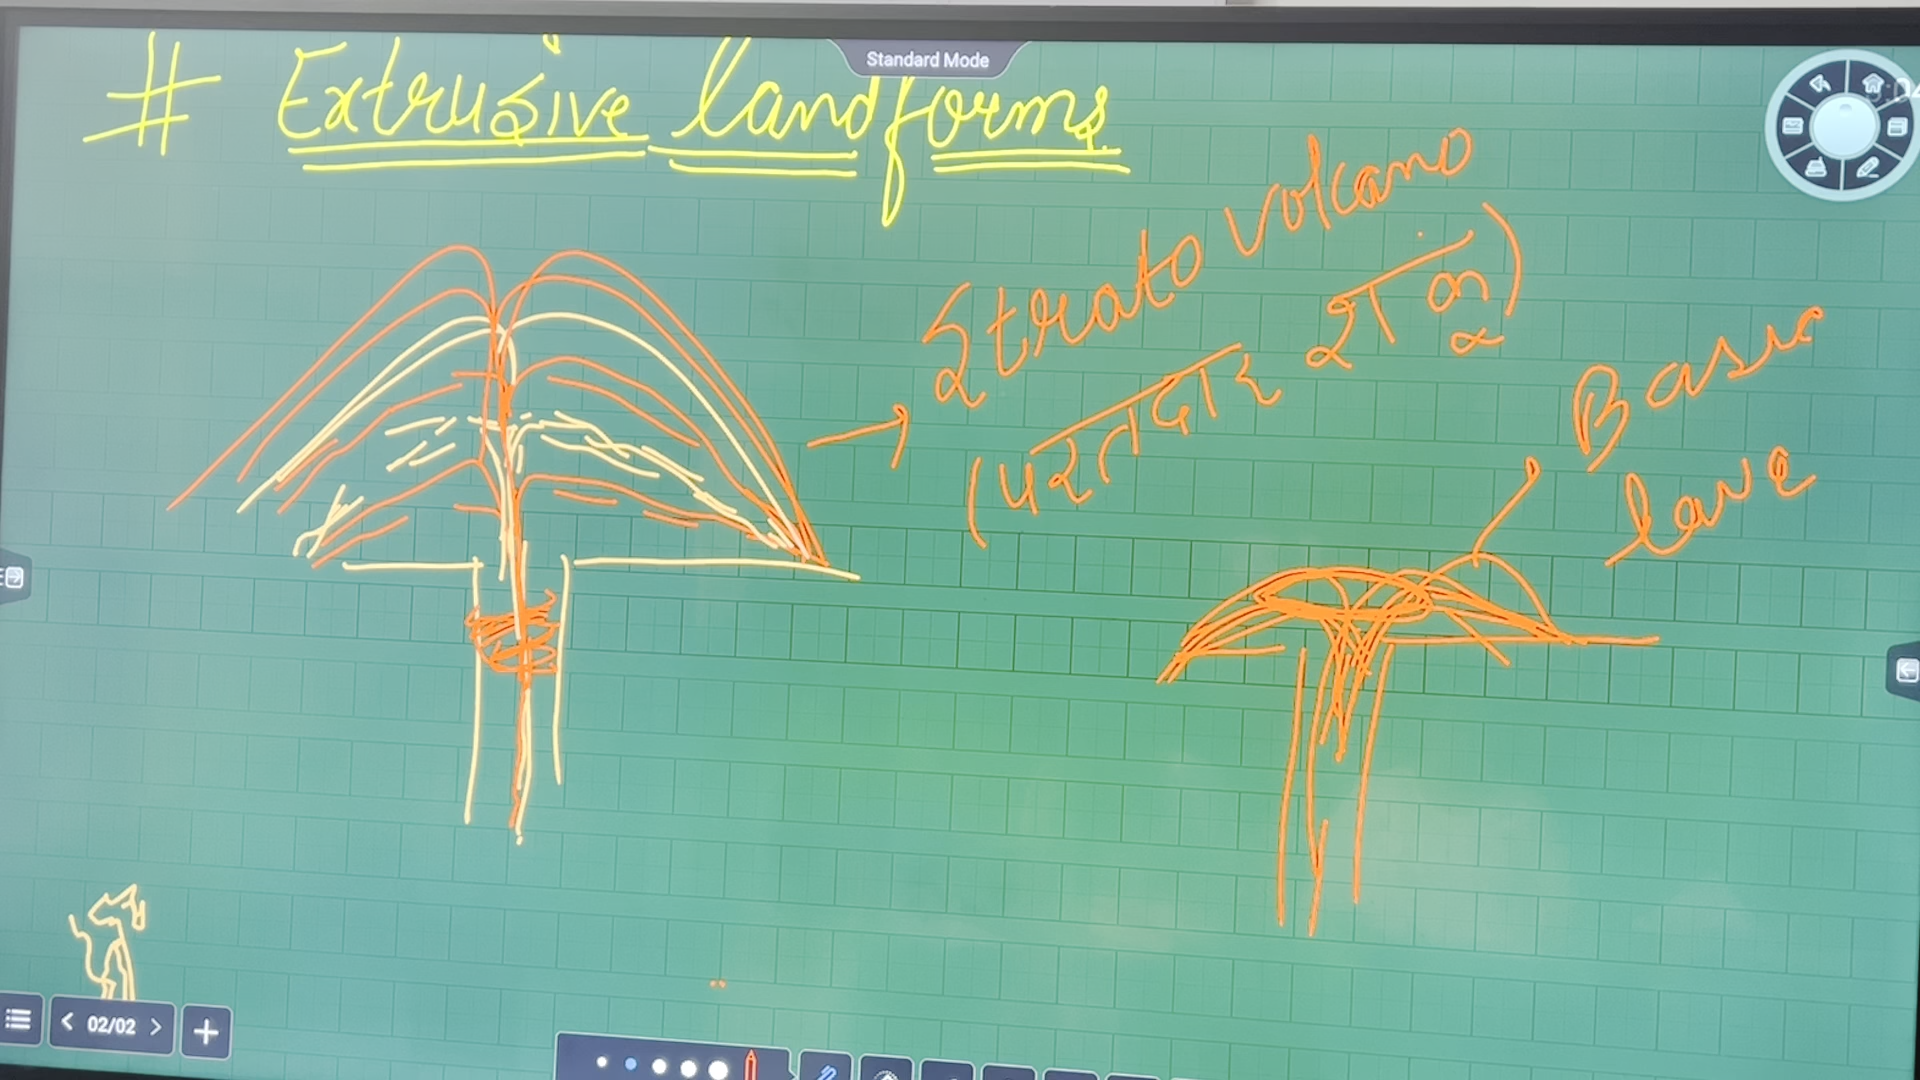 Standard Mode
# Extrusive landforms
Strato volcano
(परतदार शंकु)
Basic
lava
02/02